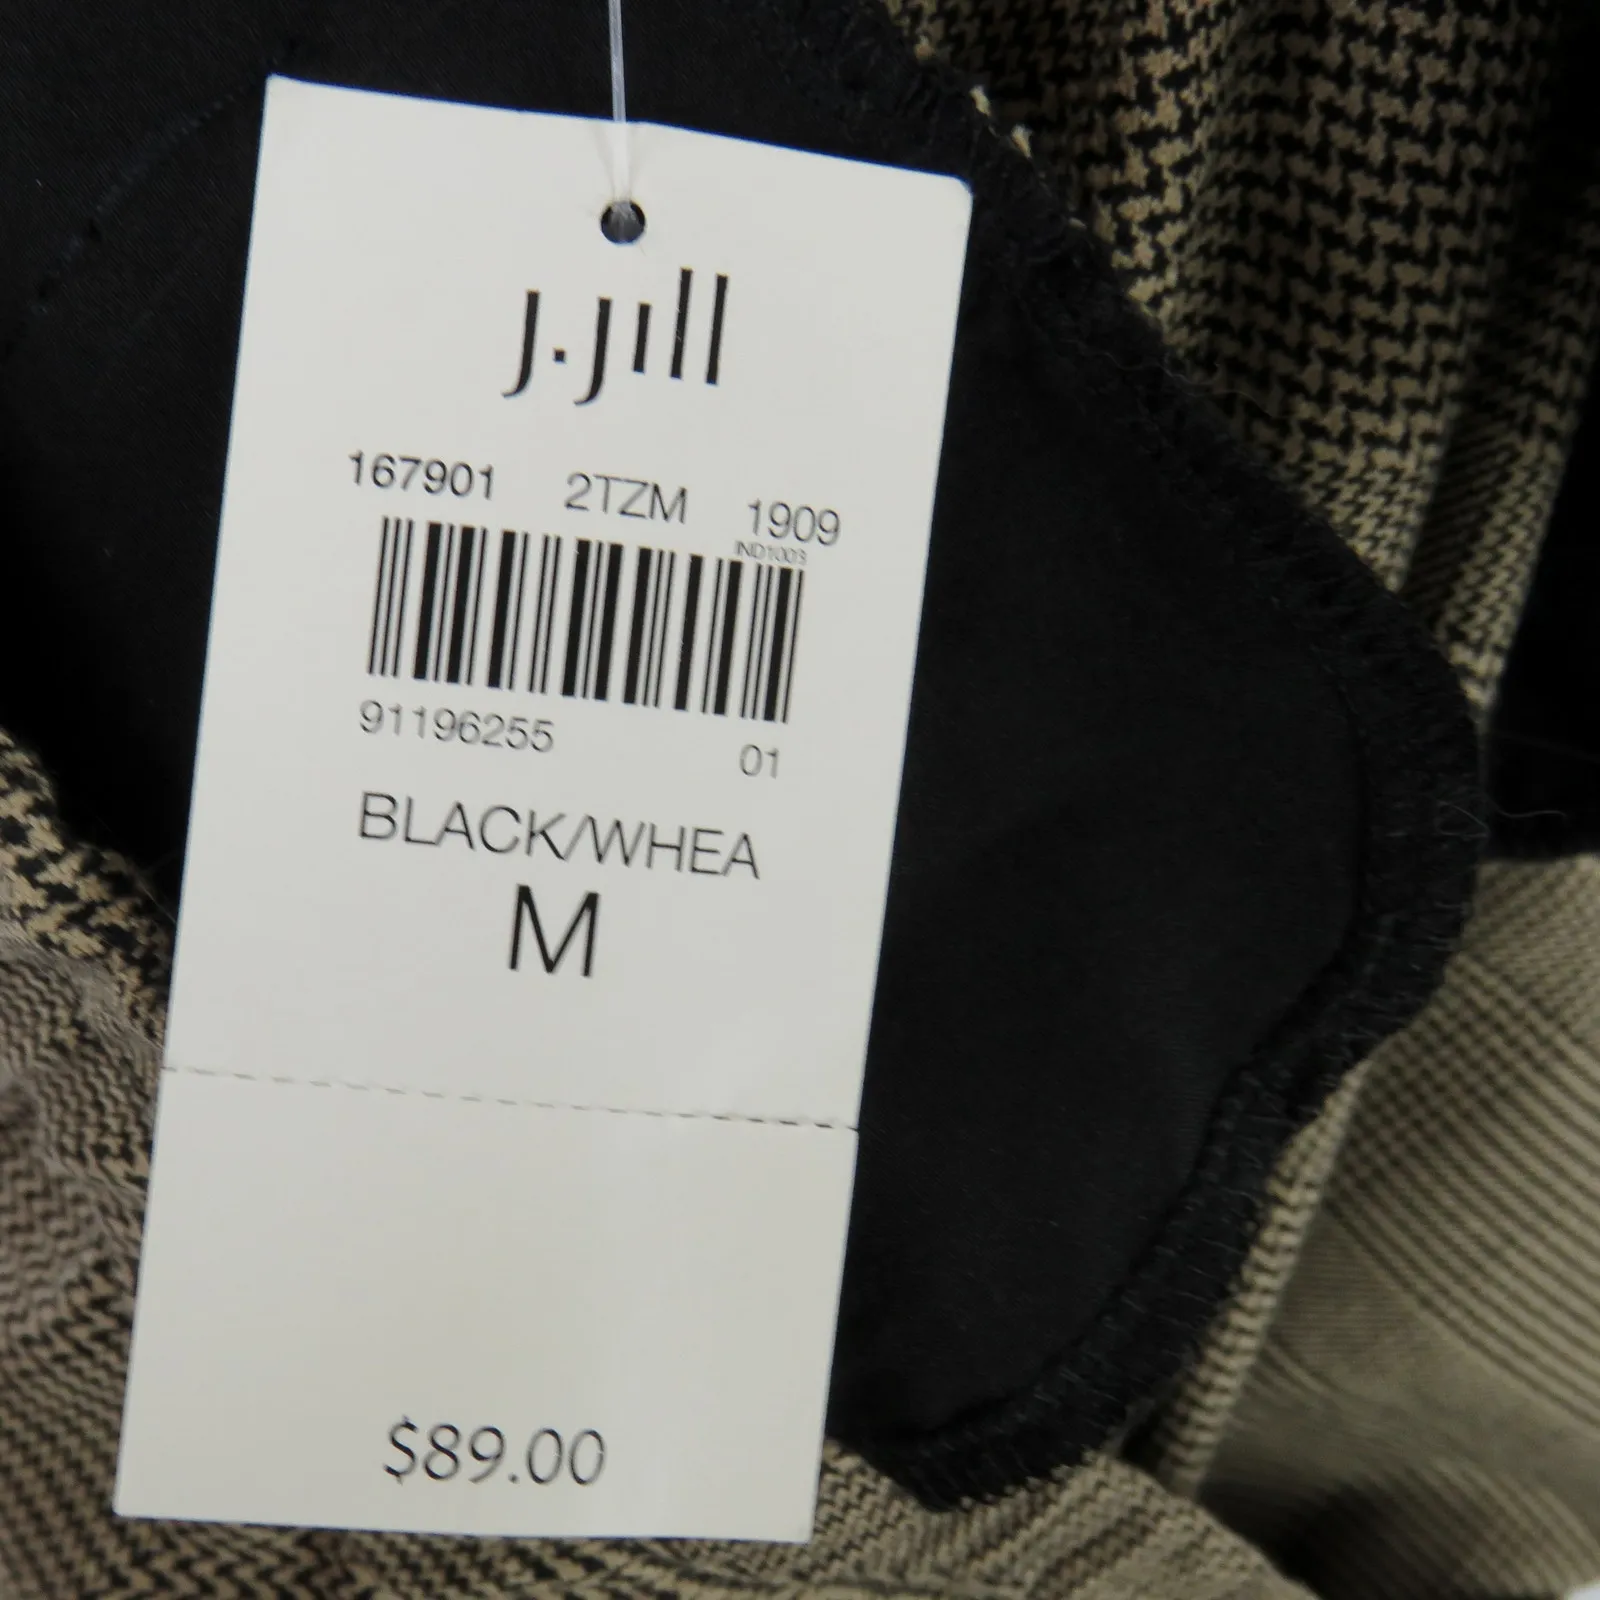 J.Jill
167901 2TZM 1909
IND1003
91196255 01
BLACK/WHEA
M
$89.00